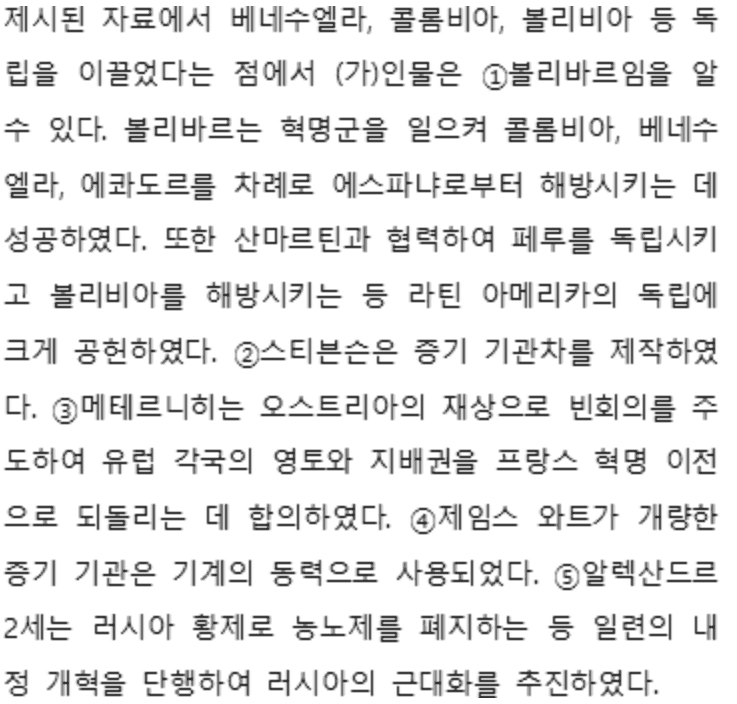 제시된 자료에서 베네수엘라, 콜롬비아, 볼리비아 등 독
립을 이끌었다는 점에서 (가)인물은 ①볼리바르임을 알
수 있다. 볼리바르는 혁명군을 일으켜 콜롬비아, 베네수
엘라, 에콰도르를 차례로 에스파냐로부터 해방시키는 데
성공하였다. 또한 산마르틴과 협력하여 페루를 독립시키
고 볼리비아를 해방시키는 등 라틴 아메리카의 독립에
크게 공헌하였다. ②스티븐슨은 증기 기관차를 제작하였
다. ③메테르니히는 오스트리아의 재상으로 빈회의를 주
도하여 유럽 각국의 영토와 지배권을 프랑스 혁명 이전
으로 되돌리는 데 합의하였다. ④제임스 와트가 개량한
증기 기관은 기계의 동력으로 사용되었다. ⑤알렉산드르
2세는 러시아 황제로 농노제를 폐지하는 등 일련의 내
정 개혁을 단행하여 러시아의 근대화를 추진하였다.